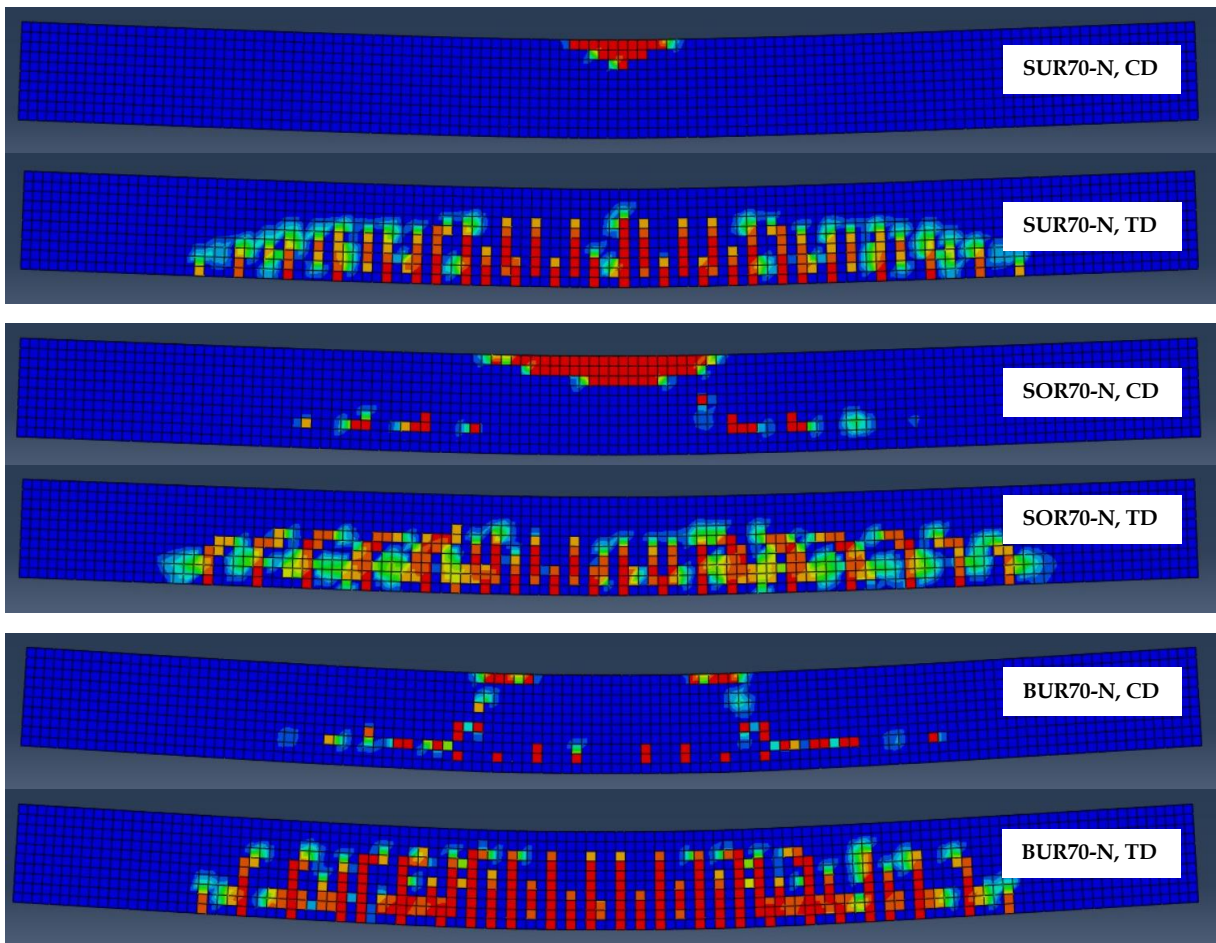 SUR70-N, CD
SUR70-N, TD
SOR70-N, CD
SOR70-N, TD
BUR70-N, CD
BUR70-N, TD